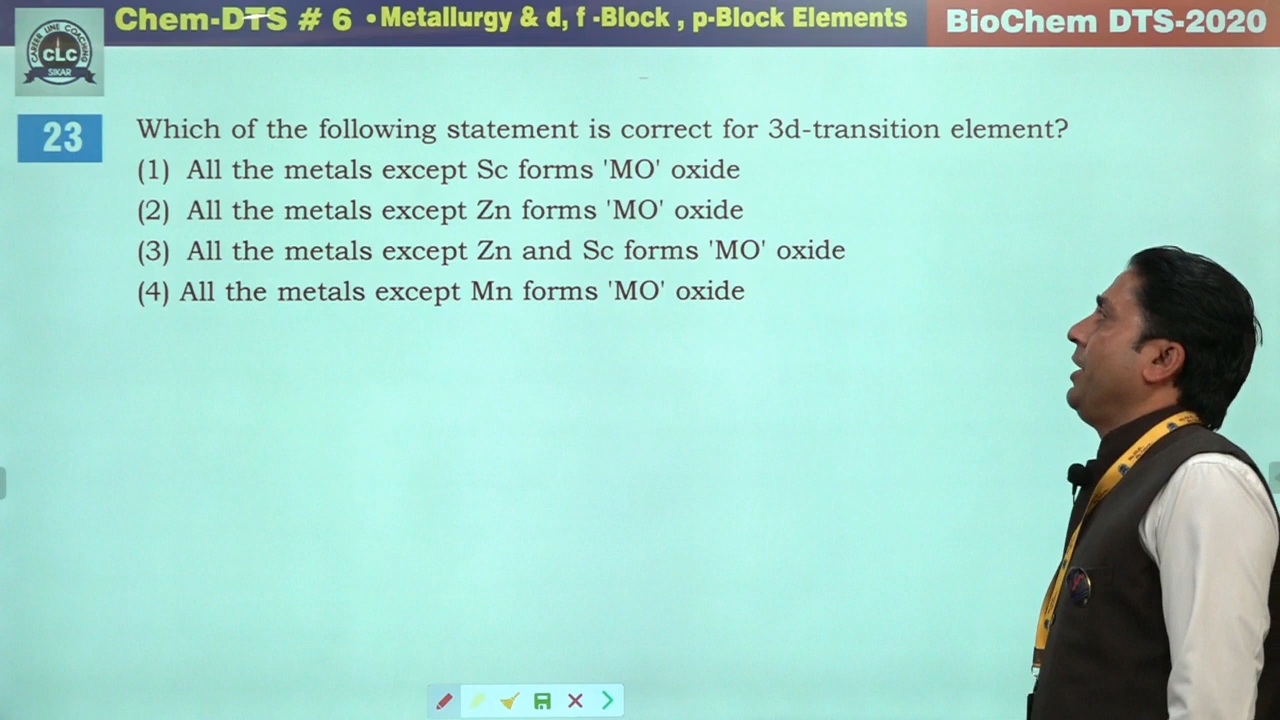 Chem-DTS # 6 •Metallurgy & d, f -Block , p-Block Elements
BioChem DTS-2020
CAREER LINE COACHING
CLC
SIKAR
23
Which of the following statement is correct for 3d-transition element?
(1) All the metals except Sc forms 'MO' oxide
(2) All the metals except Zn forms 'MO' oxide
(3) All the metals except Zn and Sc forms 'MO' oxide
(4) All the metals except Mn forms 'MO' oxide